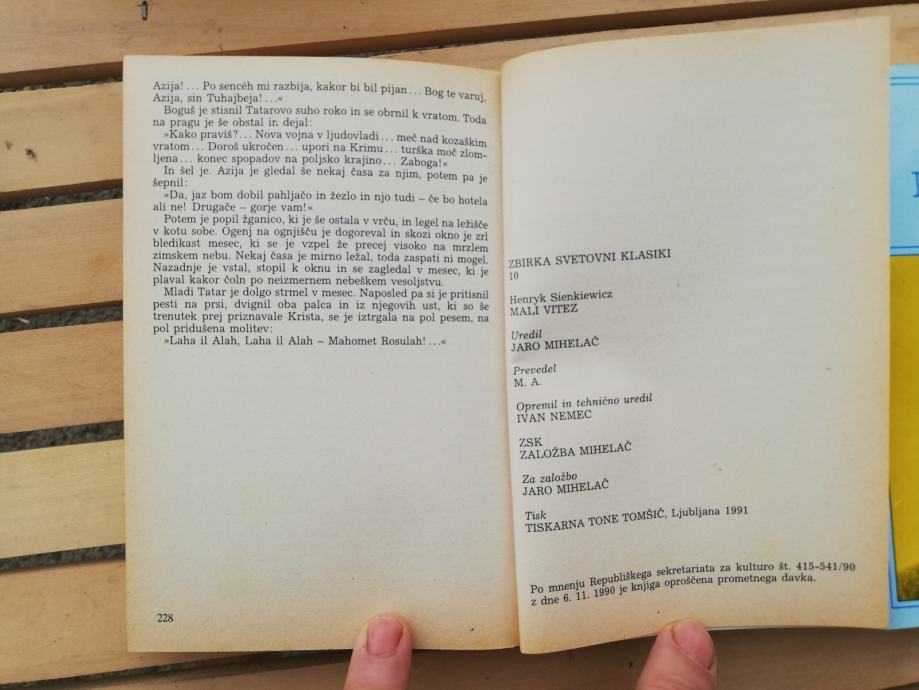 Azija! ... Po sencéh mi razbija, kakor bi bil pijan ... Bog te varuj,
Azija, sin Tuhajbeja! ...«
Boguš je stisnil Tatarovo suho roko in se obrnil k vratom. Toda
na pragu je še obstal in dejal:
»Kako praviš? ... Nova vojna v ljudovladi ... meč nad kozaškim
vratom ... Doroš ukročen ... upori na Krimu ... turška moč zlom-
ljena ... konec spopadov na poljsko krajino ... Zaboga!«
In šel je. Azija je gledal še nekaj časa za njim, potem pa je
šepnil:
»Da, jaz bom dobil pahljačo in žezlo in njo tudi – če bo hotela
ali ne! Drugače – gorje vam!«
Potem je popil žganico, ki je še ostala v vrču, in legel na ležišče
v kotu sobe. Ogenj na ognjišču je dogoreval in skozi okno je zrl
bledikast mesec, ki se je vzpel že precej visoko na mrzlem
zimskem nebu. Nekaj časa je mirno ležal, toda zaspati ni mogel.
Nazadnje je vstal, stopil k oknu in se zagledal v mesec, ki je
plaval kakor čoln po neizmernem nebeškem vesoljstvu.
Mladi Tatar je dolgo strmel v mesec. Naposled pa si je pritisnil
pesti na prsi, dvignil oba palca in iz njegovih ust, ki so še
trenutek prej priznavale Krista, se je iztrgala na pol pesem, na
pol pridušena molitev:
»Laha il Alah, Laha il Alah – Mahomet Rosulah! ...«
228
ZBIRKA SVETOVNI KLASIKI
10
Henryk Sienkiewicz
MALI VITEZ
Uredil
JARO MIHELAČ
Prevedel
M. A.
Opremil in tehnično uredil
IVAN NEMEC
ZSK
ZALOŽBA MIHELAČ
Za založbo
JARO MIHELAČ
Tisk
TISKARNA TONE TOMŠIČ, Ljubljana 1991
Po mnenju Republiškega sekretariata za kulturo št. 415-541/90
z dne 6. 11. 1990 je knjiga oproščena prometnega davka.